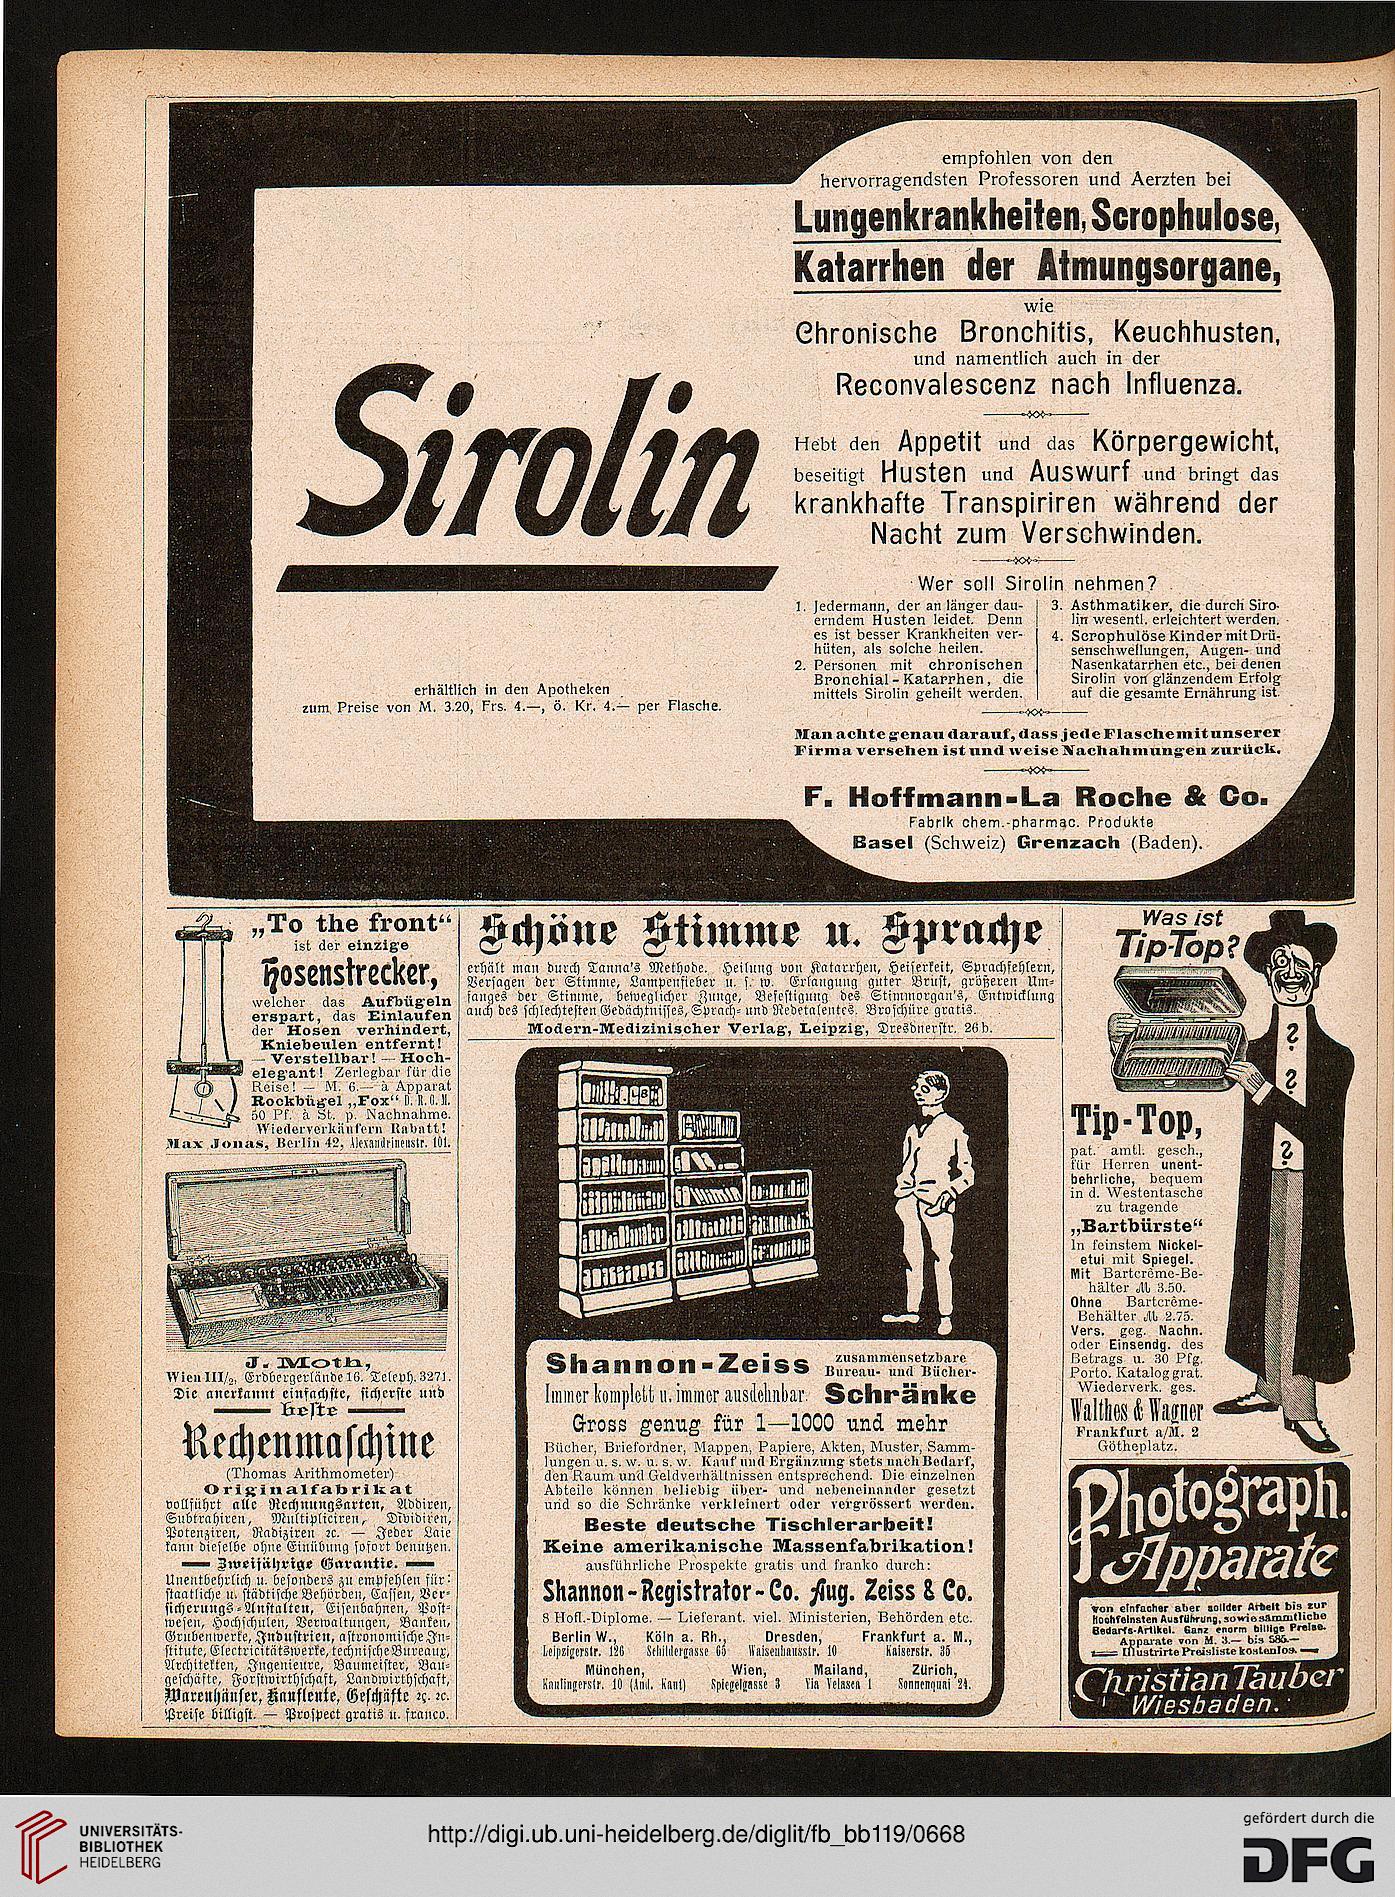 empfohlen von den
hervorragendsten Professoren und Aerzten bei
Lungenkrankheiten, Scrophulose,
Katarrhen der Atmungsorgane,
wie
Chronische Bronchitis, Keuchhusten,
und namentlich auch in der
Reconvalescenz nach Influenza.
Hebt den Appetit und das Körpergewicht,
beseitigt Husten und Auswurf und bringt das
krankhafte Transpiriren während der
Nacht zum Verschwinden.
Wer soll Sirolin nehmen?
1. Jedermann, der an länger dau-
erndem Husten leidet. Denn
es ist besser Krankheiten ver-
hüten, als solche heilen.
2. Personen mit chronischen
Bronchial-Katarrhen, die
mittels Sirolin geheilt werden.
3. Asthmatiker, die durch Siro-
lin wesentl. erleichtert werden.
4. Scrophulöse Kinder mit Drü-
senschwellungen, Augen- und
Nasenkatarrhen etc., bei denen
Sirolin von glänzendem Erfolg
auf die gesamte Ernährung ist.
Man achte genau darauf, dass jede Flasche mit unserer
Firma versehen ist und weise Nachahmungen zurück.
F. Hoffmann-La Roche & Co.
Fabrik chem.-pharmac. Produkte
Basel (Schweiz) Grenzach (Baden).
Sirolin
erhältlich in den Apotheken
zum Preise von M. 3.20, Frs. 4.—, ö. Kr. 4.— per Flasche.
„To the front“
ist der einzige
Hosenstrecker,
welcher das Aufbügeln
erspart, das Einlaufen
der Hosen verhindert,
Kniebeulen entfernt!
— Verstellbar! — Hoch-
elegant! Zerlegbar für die
Reise! — M. 6.— à Apparat
Rockbügel „Fox“ D. R. G. M.
50 Pf. à St. p. Nachnahme.
Wiederverkäufern Rabatt!
Max Jonas, Berlin 42, Alexandrinenstr. 101.
J. Moth,
Wien III/2, Erdbergerlände 16. Teleph. 3271.
Die anerkannt einfachste, sicherste und
beste
Rechenmaschine
(Thomas Arithmometer)
Originalfabrikat
vollführt alle Rechnungsarten, Addiren,
Subtrahiren, Multipliciren, Dividiren,
Potenziren, Radiziren ꝛc. — Jeder Laie
kann dieselbe ohne Einübung sofort benutzen.
Zweijährige Garantie.
Unentbehrlich u. besonders zu empfehlen für:
staatliche u. städtische Behörden, Cassen, Ver-
sicherungs-Anstalten, Eisenbahnen, Post-
wesen, Hochschulen, Verwaltungen, Banken,
Grubenwerke, Industrien, astronomische In-
stitute, Electricitätswerke, technische Bureaux,
Architekten, Ingenieure, Baumeister, Bau-
geschäfte, Forstwirthschaft, Landwirthschaft,
Warenhäuser, Kaufleute, Geschäfte ꝛc. ꝛc.
Preise billigst. — Prospect gratis u. franco.
Schöne Stimme u. Sprache
erhält man durch Tanna's Methode. Heilung von Katarrhen, Heiserkeit, Sprachfehlern,
Versagen der Stimme, Lampenfieber u. s. w. Erlangung guter Brust, größeren Um-
fanges der Stimme, beweglicher Zunge, Befestigung des Stimmorgan's, Entwicklung
auch des schlechtesten Gedächtnisses, Sprach- und Redetalentes. Broschüre gratis.
Modern-Medizinischer Verlag, Leipzig, Dresdnerstr. 26b.
Shannon-Zeiss zusammensetzbare
Bureau- und Bücher-
Immer komplett u. immer ausdehnbar. Schränke
Gross genug für 1—1000 und mehr
Bücher, Briefordner, Mappen, Papiere, Akten, Muster, Samm-
lungen u. s. w. u. s. w. Kauf und Ergänzung stets nach Bedarf,
den Raum und Geldverhältnissen entsprechend. Die einzelnen
Abteile können beliebig über- und nebeneinander gesetzt
und so die Schränke verkleinert oder vergrössert werden.
Beste deutsche Tischlerarbeit!
Keine amerikanische Massenfabrikation!
ausführliche Prospekte gratis und franko durch:
Shannon-Registrator-Co. Aug. Zeiss & Co.
8 Hofl.-Diplome. — Lieferant. viel. Ministerien, Behörden etc.
Berlin W., Köln a. Rh., Dresden, Frankfurt a. M.,
Leipzigerstr. 126 Schildergasse 65 Waisenhausstr. 10 Kaiserstr. 35
München, Wien, Mailand, Zürich,
Kaufingerstr. 10 (And. Kaut) Spiegelgasse 3 Via Velasca 1 Sonnenquai 24.
Was ist
Tip-Top?
?
?
?
Tip-Top,
pat. amtl. gesch.,
für Herren unent-
behrliche, bequem
in d. Westentasche
zu tragende
„Bartbürste“
In feinstem Nickel-
etui mit Spiegel.
Mit Bartcrême-Be-
hälter ℳ 3.50.
Ohne Bartcrême-
Behälter ℳ 2.75.
Vers. geg. Nachn.
oder Einsendg. des
Betrags u. 30 Pfg.
Porto. Katalog grat.
Wiederverk. ges.
Walthes & Wagner
Frankfurt a/M. 2
Götheplatz.
Photograph.
Apparate
von einfacher aber solider Arbeit bis zur
hochfeinsten Ausführung, sowie sämmtliche
Bedarfs-Artikel. Ganz enorm billige Preise.
Apparate von M. 3.— bis 585.—
Illustrirte Preisliste kostenlos.
Christian Tauber
Wiesbaden.
UNIVERSITÄTS-
BIBLIOTHEK
HEIDELBERG
http://digi.ub.uni-heidelberg.de/diglit/fb_bb119/0668
gefördert durch die
DFG